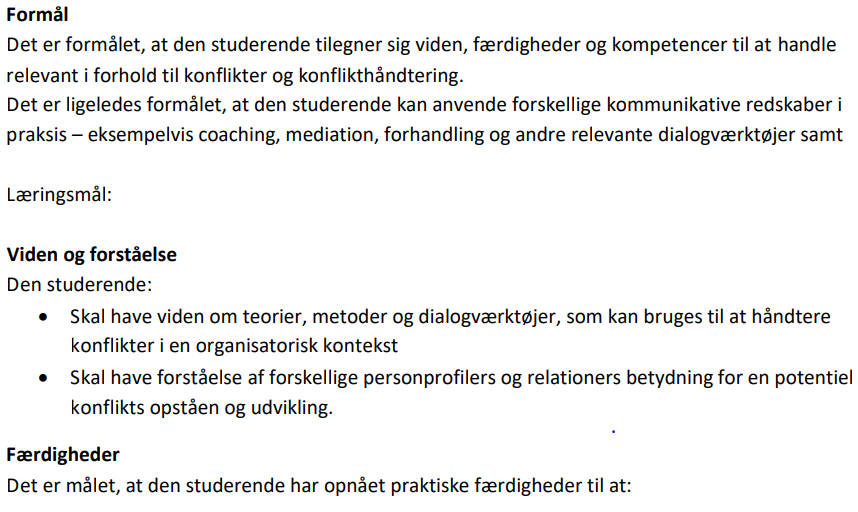 Formål
Det er formålet, at den studerende tilegner sig viden, færdigheder og kompetencer til at handle
relevant i forhold til konflikter og konflikthåndtering.
Det er ligeledes formålet, at den studerende kan anvende forskellige kommunikative redskaber i
praksis – eksempelvis coaching, mediation, forhandling og andre relevante dialogværktøjer samt
Læringsmål:
Viden og forståelse
Den studerende:
• Skal have viden om teorier, metoder og dialogværktøjer, som kan bruges til at håndtere
konflikter i en organisatorisk kontekst
• Skal have forståelse af forskellige personprofilers og relationers betydning for en potentiel
konflikts opståen og udvikling.
Færdigheder
Det er målet, at den studerende har opnået praktiske færdigheder til at: